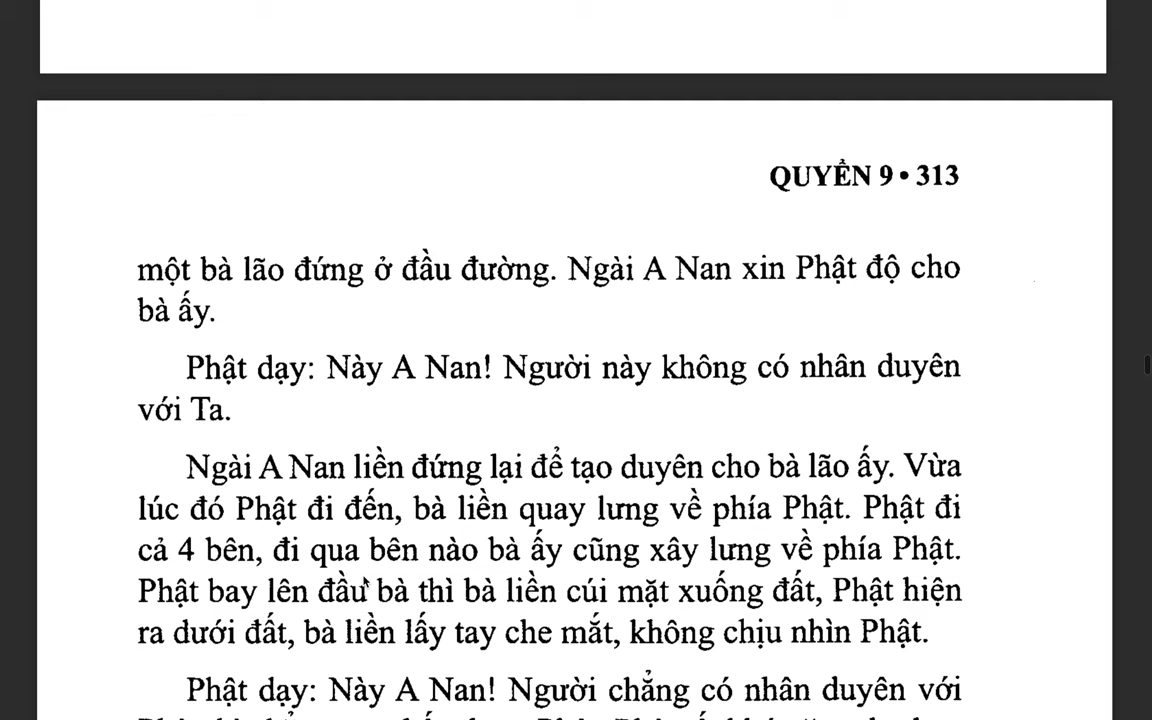 QUYỂN 9 • 313
một bà lão đứng ở đầu đường. Ngài A Nan xin Phật độ cho
bà ấy.
Phật dạy: Này A Nan! Người này không có nhân duyên
với Ta.
Ngài A Nan liền đứng lại để tạo duyên cho bà lão ấy. Vừa
lúc đó Phật đi đến, bà liền quay lưng về phía Phật. Phật đi
cả 4 bên, đi qua bên nào bà ấy cũng xây lưng về phía Phật.
Phật bay lên đầu bà thì bà liền cúi mặt xuống đất, Phật hiện
ra dưới đất, bà liền lấy tay che mắt, không chịu nhìn Phật.
Phật dạy: Này A Nan! Người chẳng có nhân duyên với